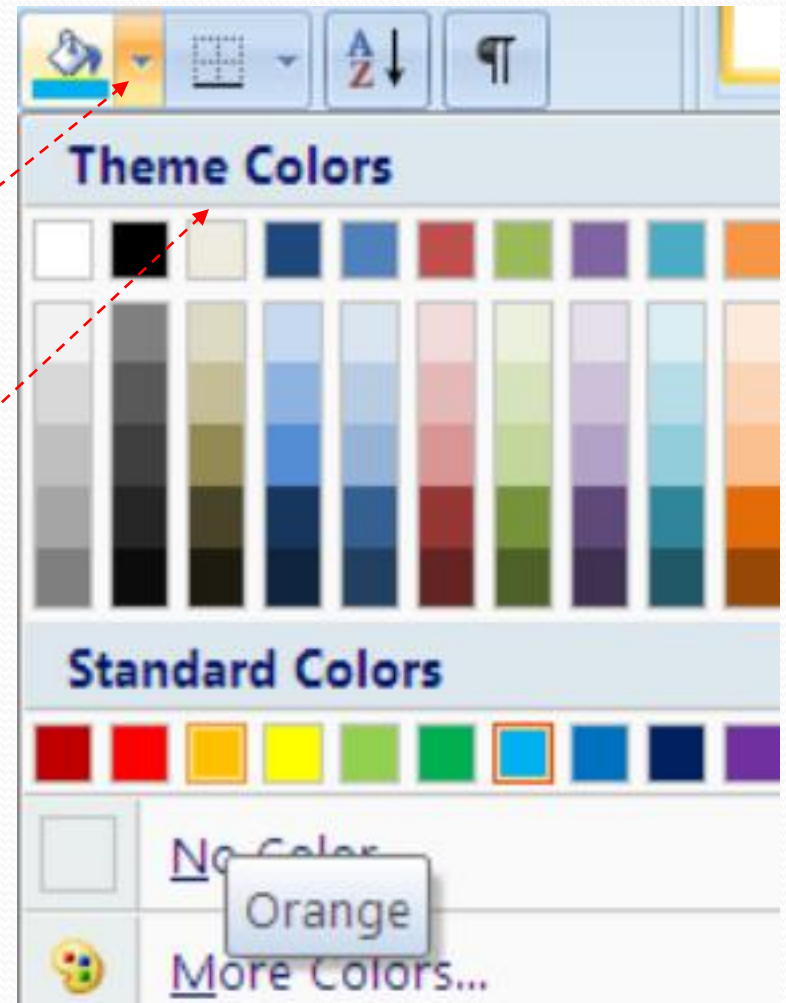 A
Z
¶
Theme Colors
Standard Colors
No Color
Orange
More Colors...